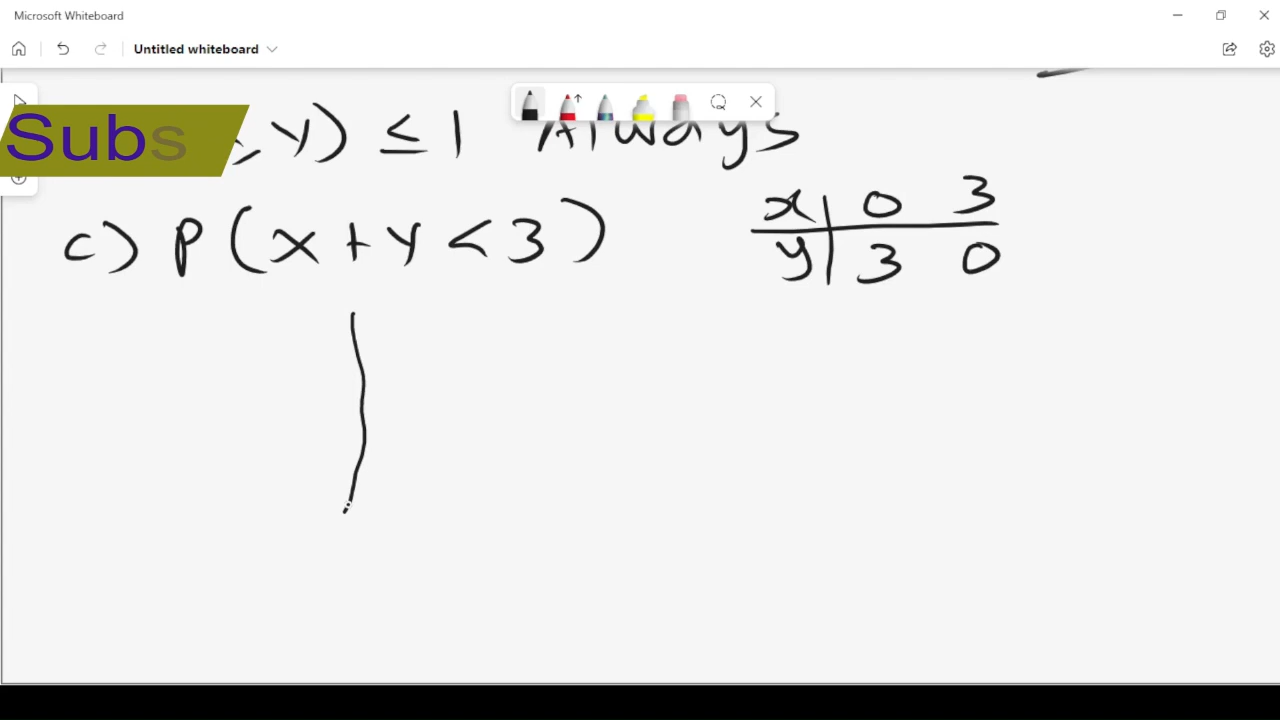 Microsoft Whiteboard
Untitled whiteboard
Subs
, Y) ≤ 1 Always
c) P(X + Y < 3)
x | 0 3
y | 3 0